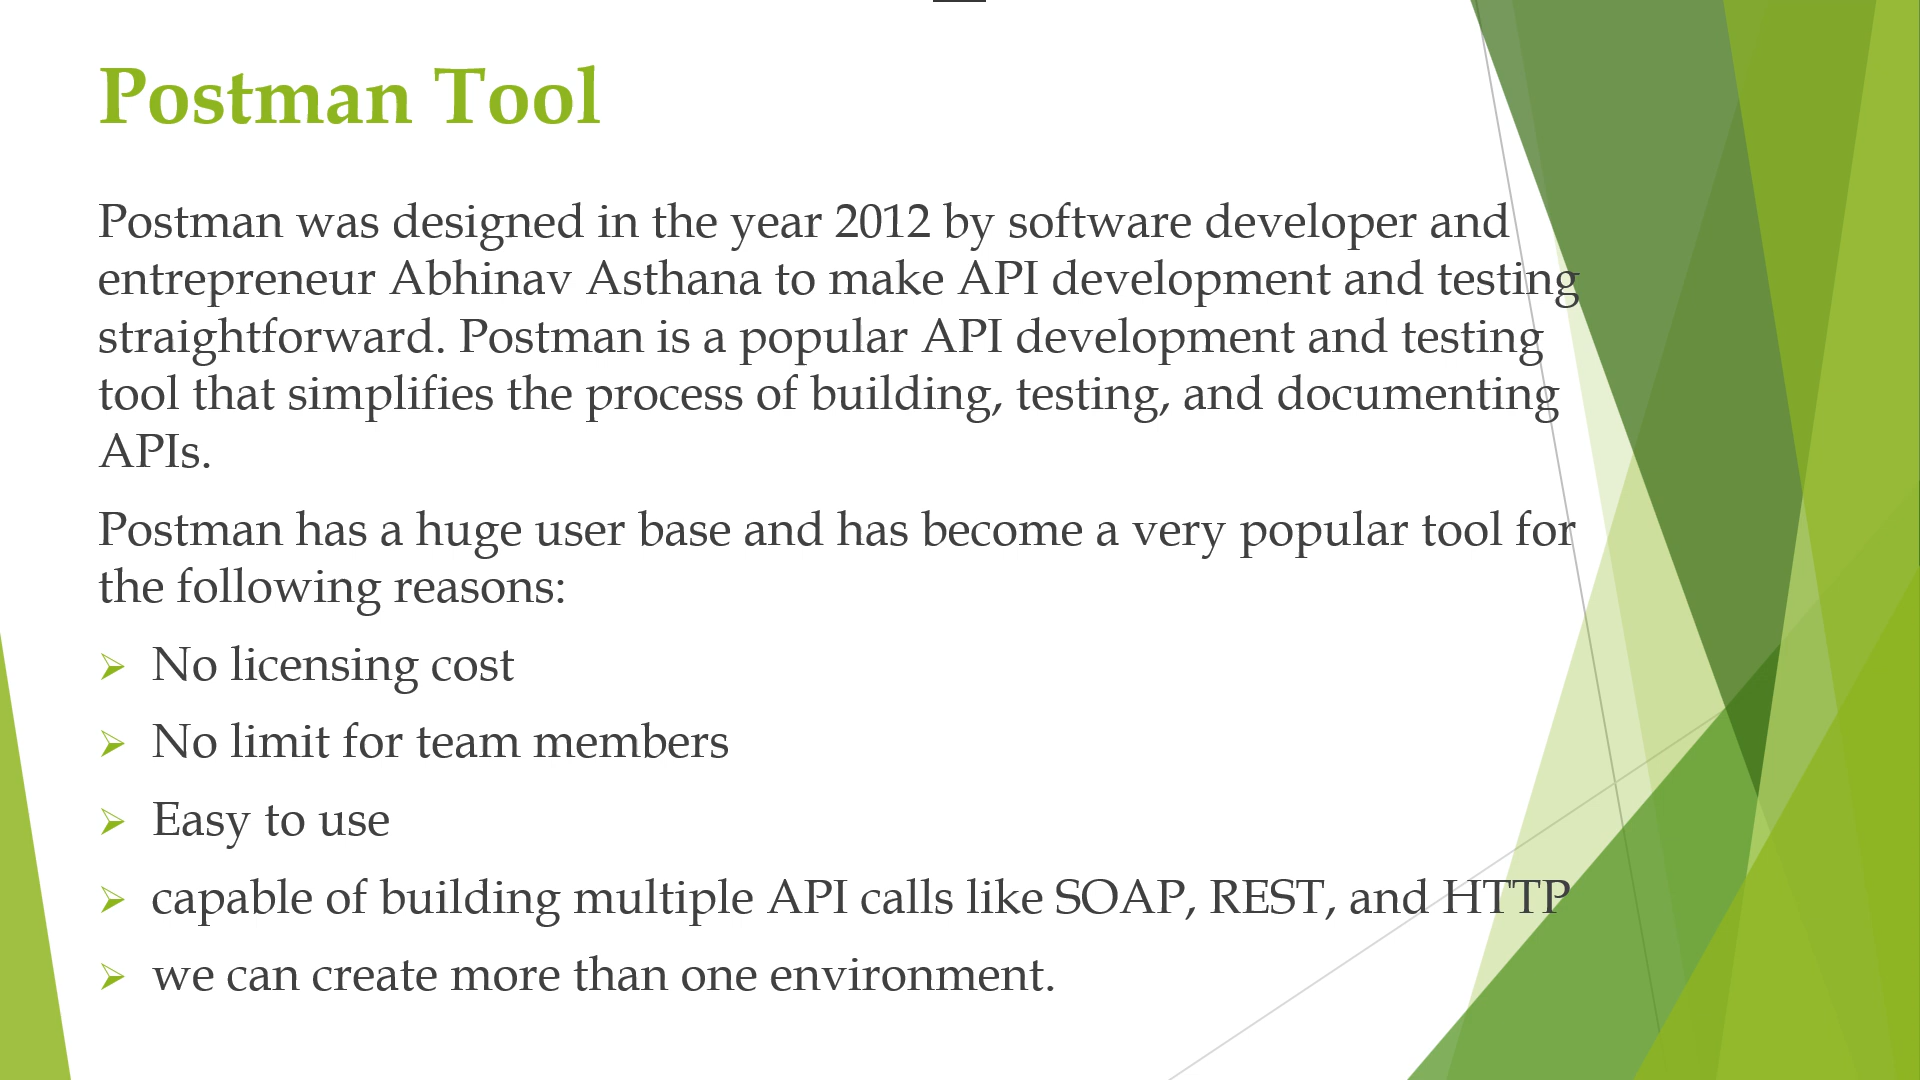 Postman Tool
Postman was designed in the year 2012 by software developer and
entrepreneur Abhinav Asthana to make API development and testing
straightforward. Postman is a popular API development and testing
tool that simplifies the process of building, testing, and documenting
APIs.
Postman has a huge user base and has become a very popular tool for
the following reasons:
No licensing cost
No limit for team members
Easy to use
capable of building multiple API calls like SOAP, REST, and HTTP
we can create more than one environment.